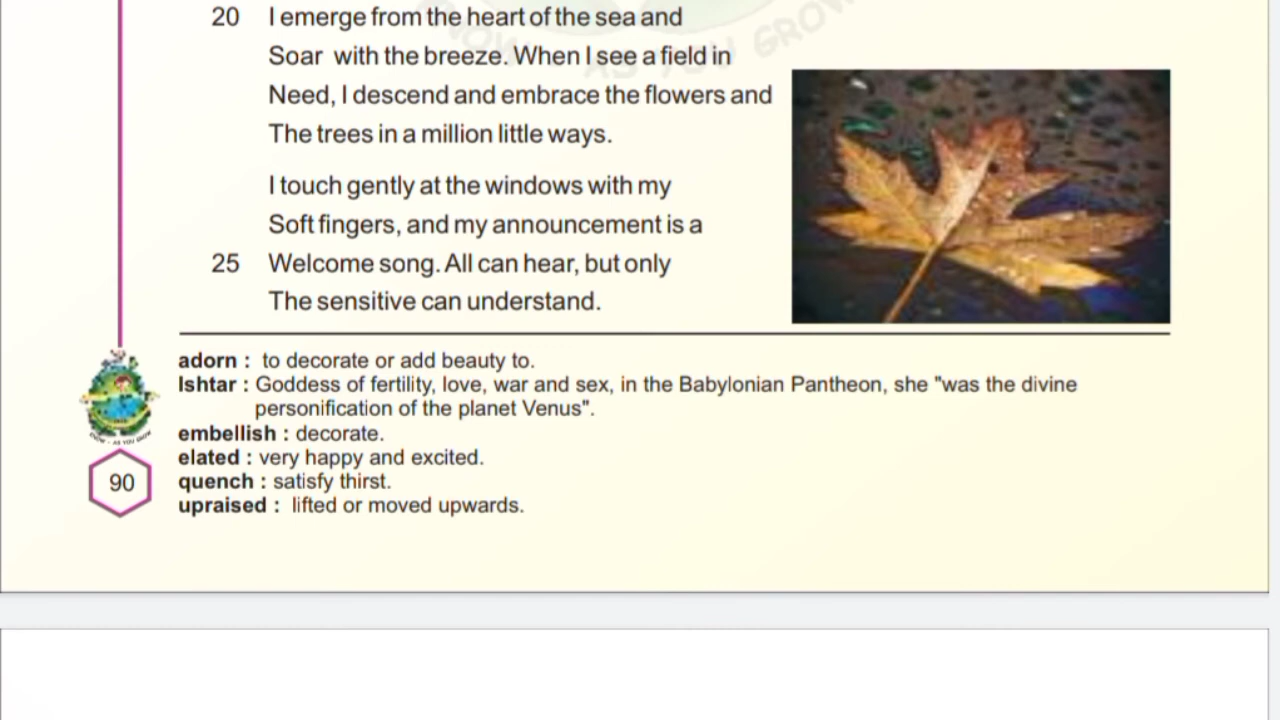 20 I emerge from the heart of the sea and
Soar with the breeze. When I see a field in
Need, I descend and embrace the flowers and
The trees in a million little ways.
I touch gently at the windows with my
Soft fingers, and my announcement is a
25 Welcome song. All can hear, but only
The sensitive can understand.
adorn : to decorate or add beauty to.
Ishtar : Goddess of fertility, love, war and sex, in the Babylonian Pantheon, she "was the divine
personification of the planet Venus".
embellish : decorate.
elated : very happy and excited.
quench : satisfy thirst.
upraised : lifted or moved upwards.
90
KNOW - AS YOU GROW